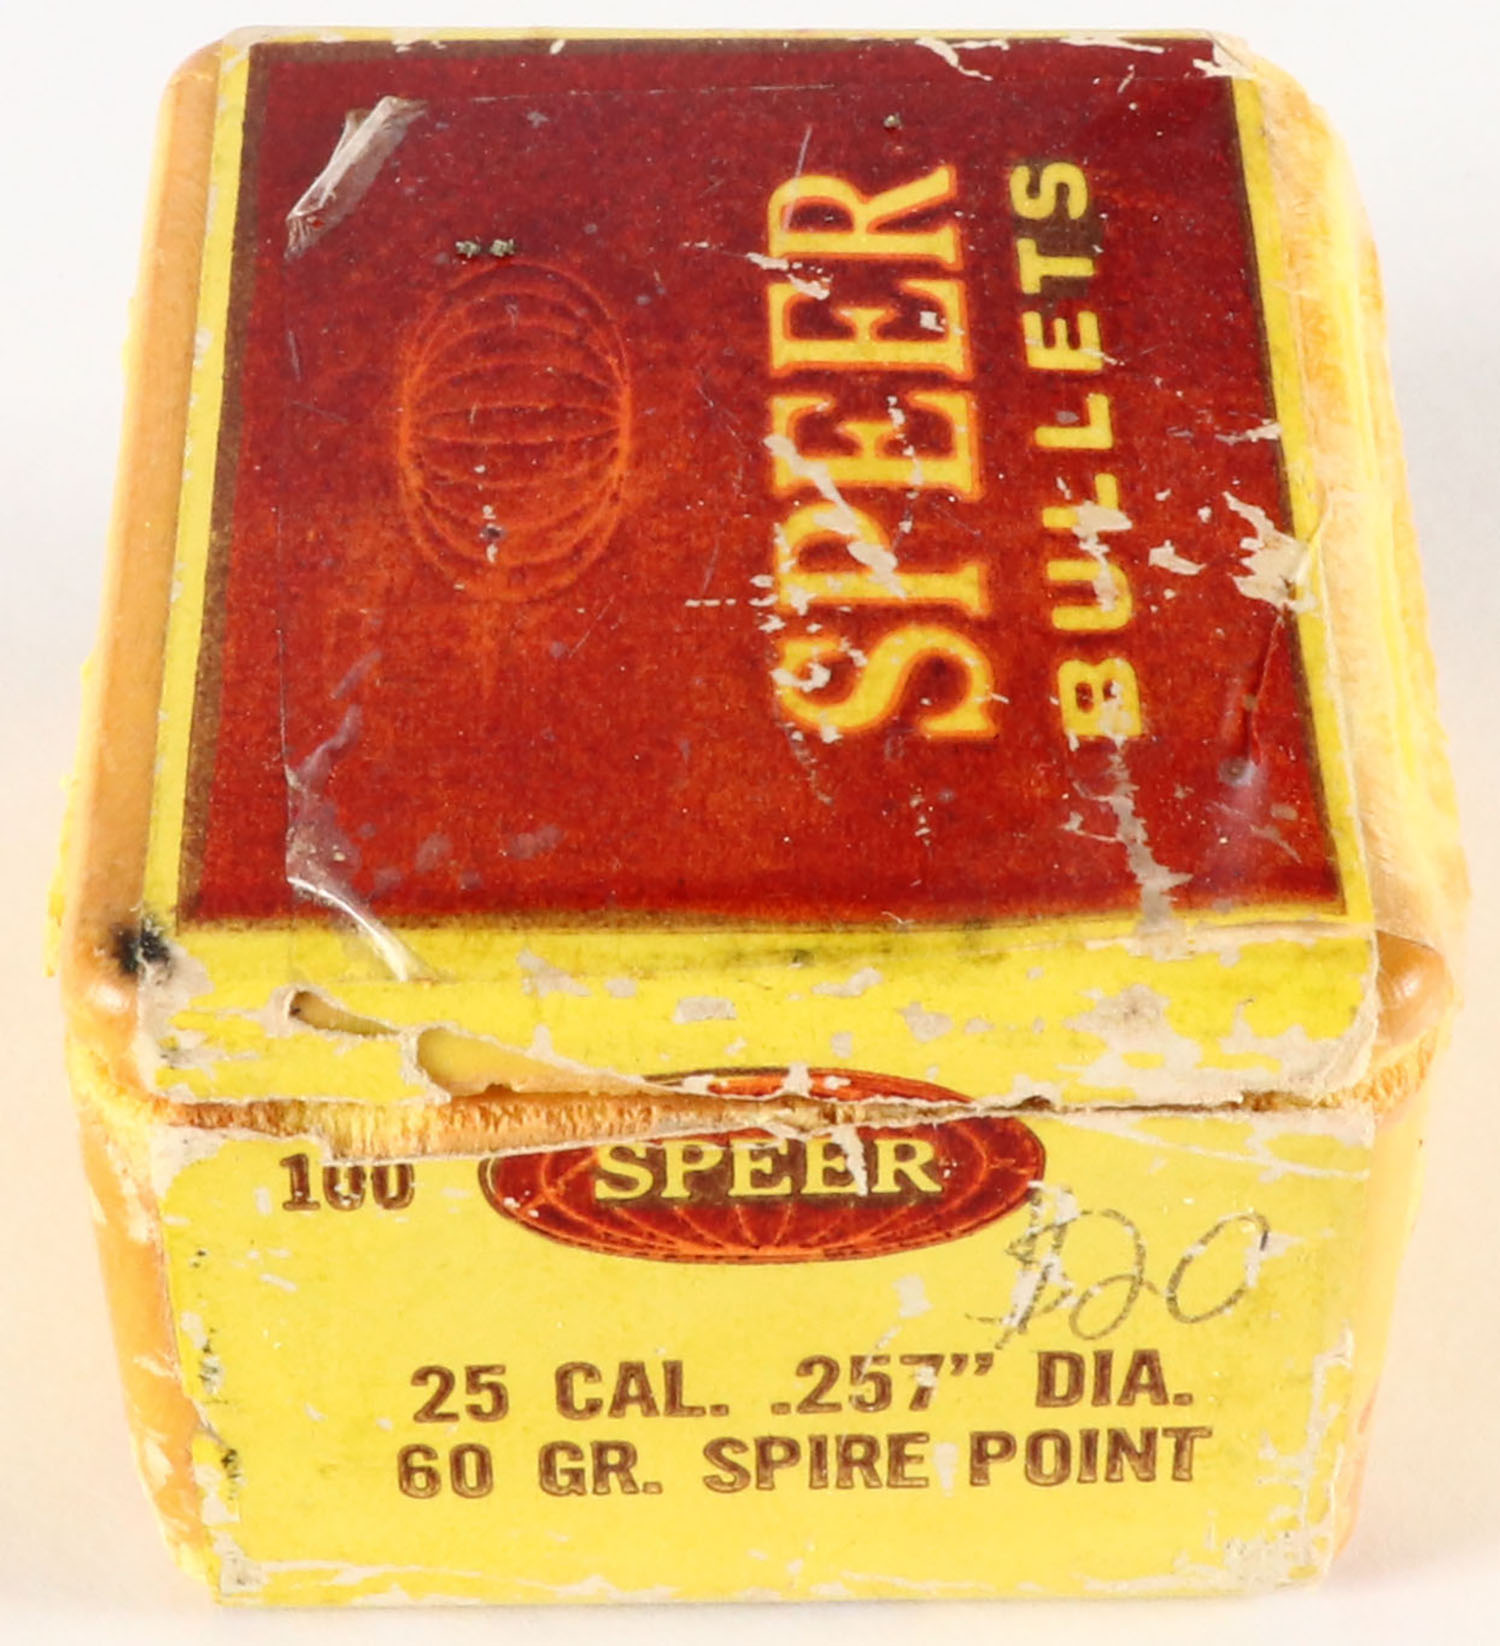 SPEER
BULLETS
100
SPEER
$20
25 CAL. .257" DIA.
60 GR. SPIRE POINT